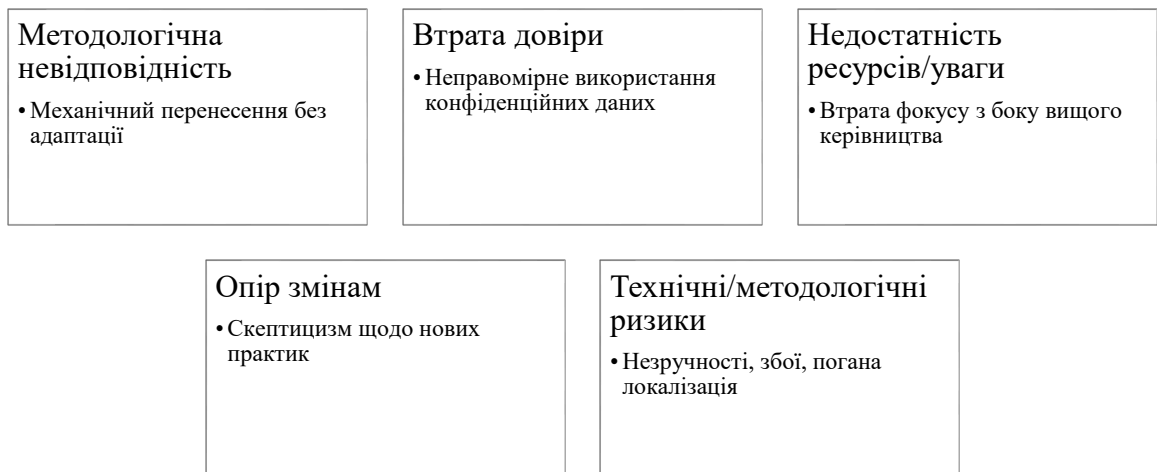 Методологічна
невідповідність
• Механічний перенесення без
адаптації
Втрата довіри
• Неправомірне використання
конфіденційних даних
Недостатність
ресурсів/уваги
• Втрата фокусу з боку вищого
керівництва
Опір змінам
• Скептицизм щодо нових
практик
Технічні/методологічні
ризики
• Незручності, збої, погана
локалізація